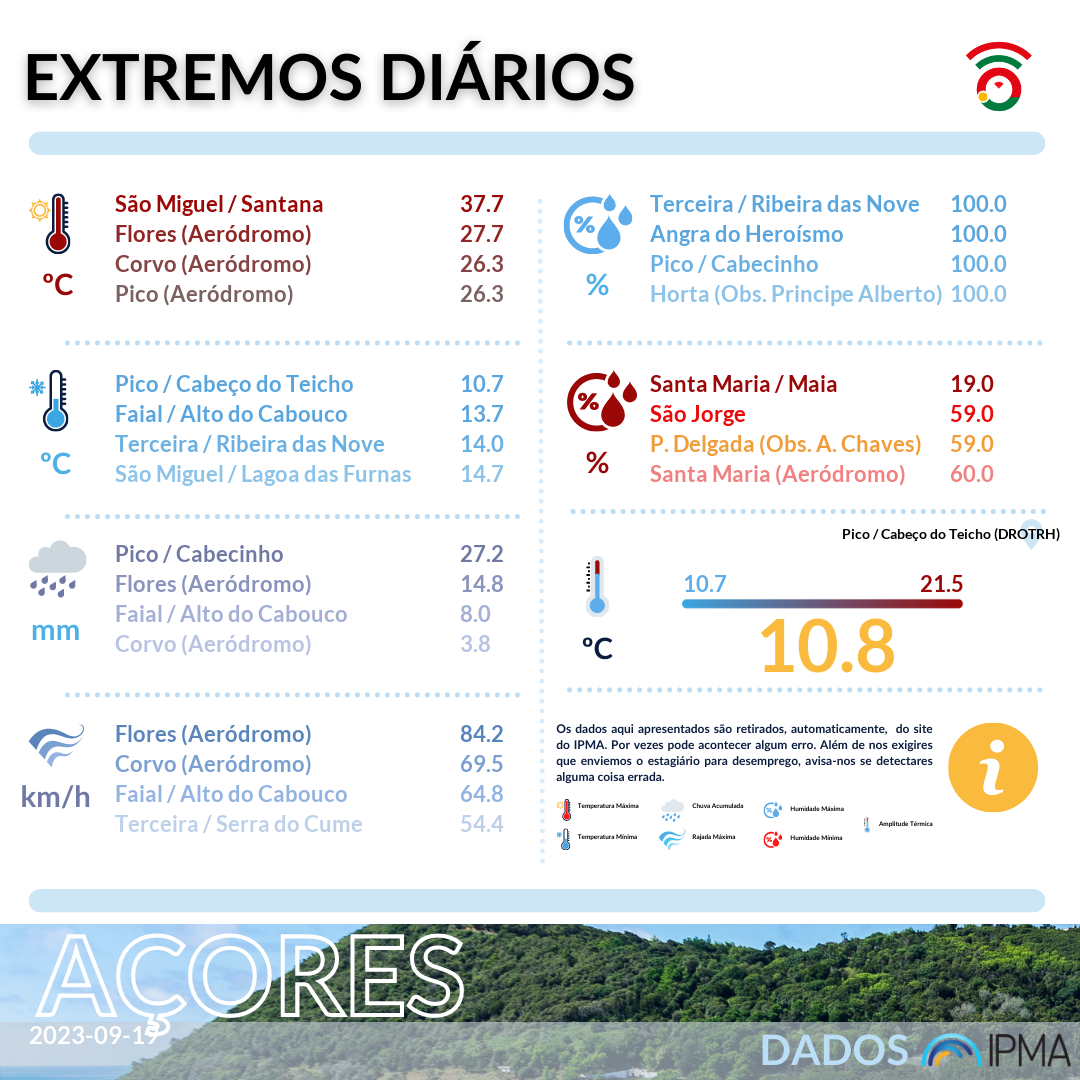 EXTREMOS DIÁRIOS
São Miguel / Santana 37.7
Flores (Aeródromo) 27.7
Corvo (Aeródromo) 26.3
Pico (Aeródromo) 26.3
ºC
Pico / Cabeço do Teicho 10.7
Faial / Alto do Cabouco 13.7
Terceira / Ribeira das Nove 14.0
São Miguel / Lagoa das Furnas 14.7
ºC
Pico / Cabecinho 27.2
Flores (Aeródromo) 14.8
Faial / Alto do Cabouco 8.0
Corvo (Aeródromo) 3.8
mm
Flores (Aeródromo) 84.2
Corvo (Aeródromo) 69.5
Faial / Alto do Cabouco 64.8
Terceira / Serra do Cume 54.4
km/h
%
Terceira / Ribeira das Nove 100.0
Angra do Heroísmo 100.0
Pico / Cabecinho 100.0
Horta (Obs. Principe Alberto) 100.0
%
%
Santa Maria / Maia 19.0
São Jorge 59.0
P. Delgada (Obs. A. Chaves) 59.0
Santa Maria (Aeródromo) 60.0
%
Pico / Cabeço do Teicho (DROTRH)
10.7 21.5
10.8
ºC
Os dados aqui apresentados são retirados, automaticamente, do site
do IPMA. Por vezes pode acontecer algum erro. Além de nos exigires
que enviemos o estagiário para desemprego, avisa-nos se detectares
alguma coisa errada.
i
Temperatura Máxima
Chuva Acumulada
Humidade Máxima
Amplitude Térmica
Temperatura Mínima
Rajada Máxima
Humidade Mínima
AÇORES
2023-09-19
DADOS IPMA